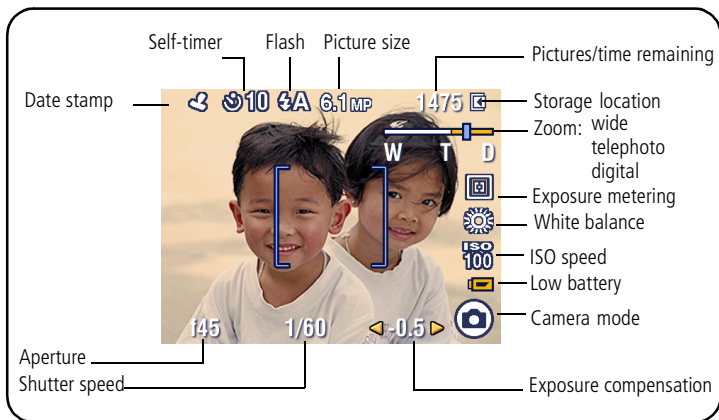 Self-timer Flash Picture size
Pictures/time remaining
Date stamp
10 A 6.1 MP 1475
Storage location
Zoom: wide
telephoto
digital
W T D
Exposure metering
White balance
ISO
100
ISO speed
Low battery
Camera mode
f45 1/60 -0.5
Aperture
Shutter speed
Exposure compensation